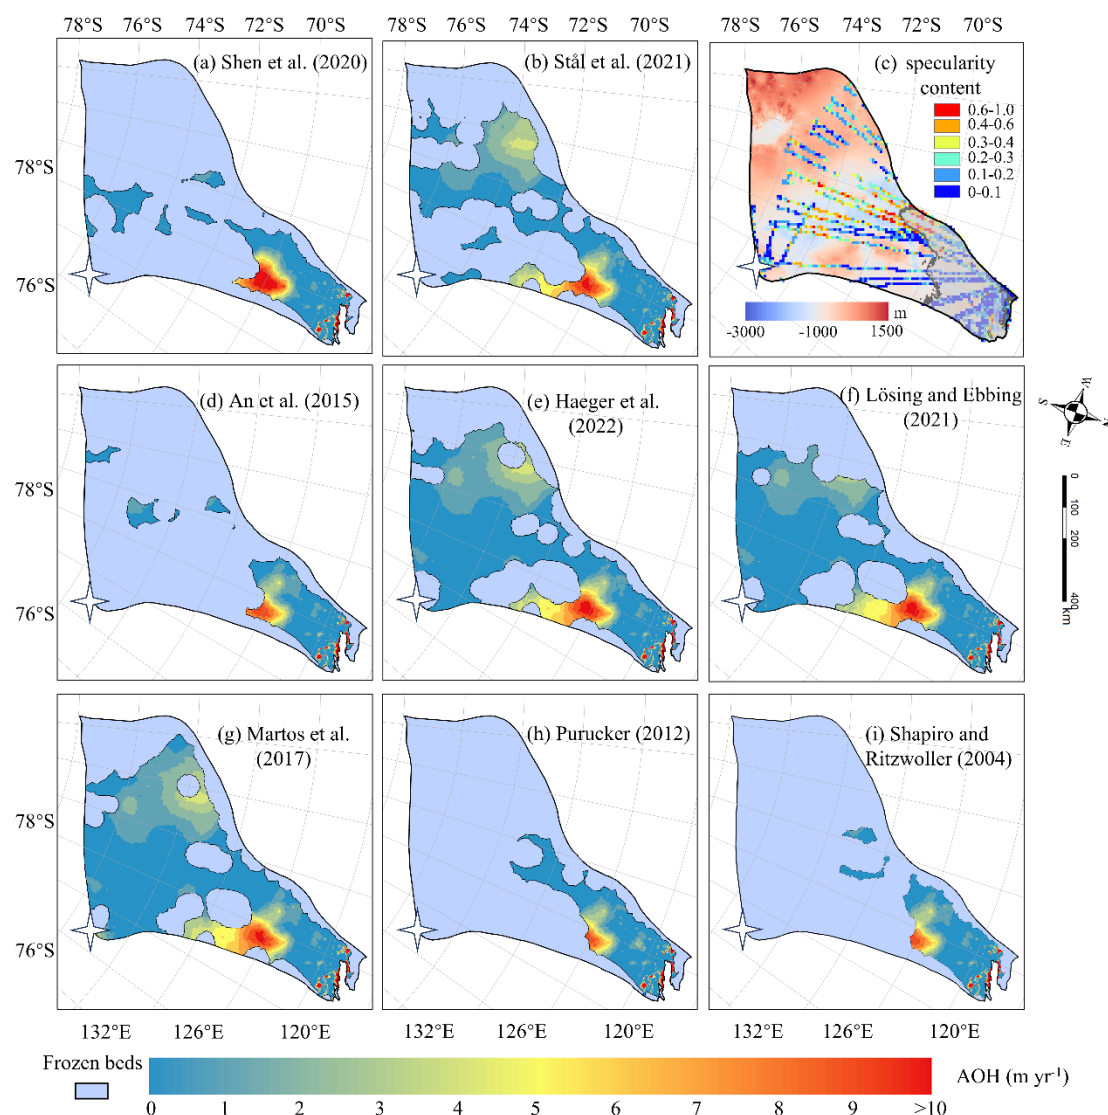 78°S 76°S 74°S 72°S 70°S
78°S 76°S 74°S 72°S 70°S
78°S 76°S 74°S 72°S 70°S
(a) Shen et al. (2020)
(b) Stål et al. (2021)
(c) specularity
content
0.6-1.0
0.4-0.6
0.3-0.4
0.2-0.3
0.1-0.2
0-0.1
-3000 -1000 1500 m
78°S
76°S
(d) An et al. (2015)
(e) Haeger et al.
(2022)
(f) Lösing and Ebbing
(2021)
78°S
76°S
W
S
N
E
0
100
200
400
km
(g) Martos et al.
(2017)
(h) Purucker (2012)
(i) Shapiro and
Ritzwoller (2004)
78°S
76°S
132°E 126°E 120°E
132°E 126°E 120°E
132°E 126°E 120°E
Frozen beds
0 1 2 3 4 5 6 7 8 9 >10
AOH (m yr⁻¹)